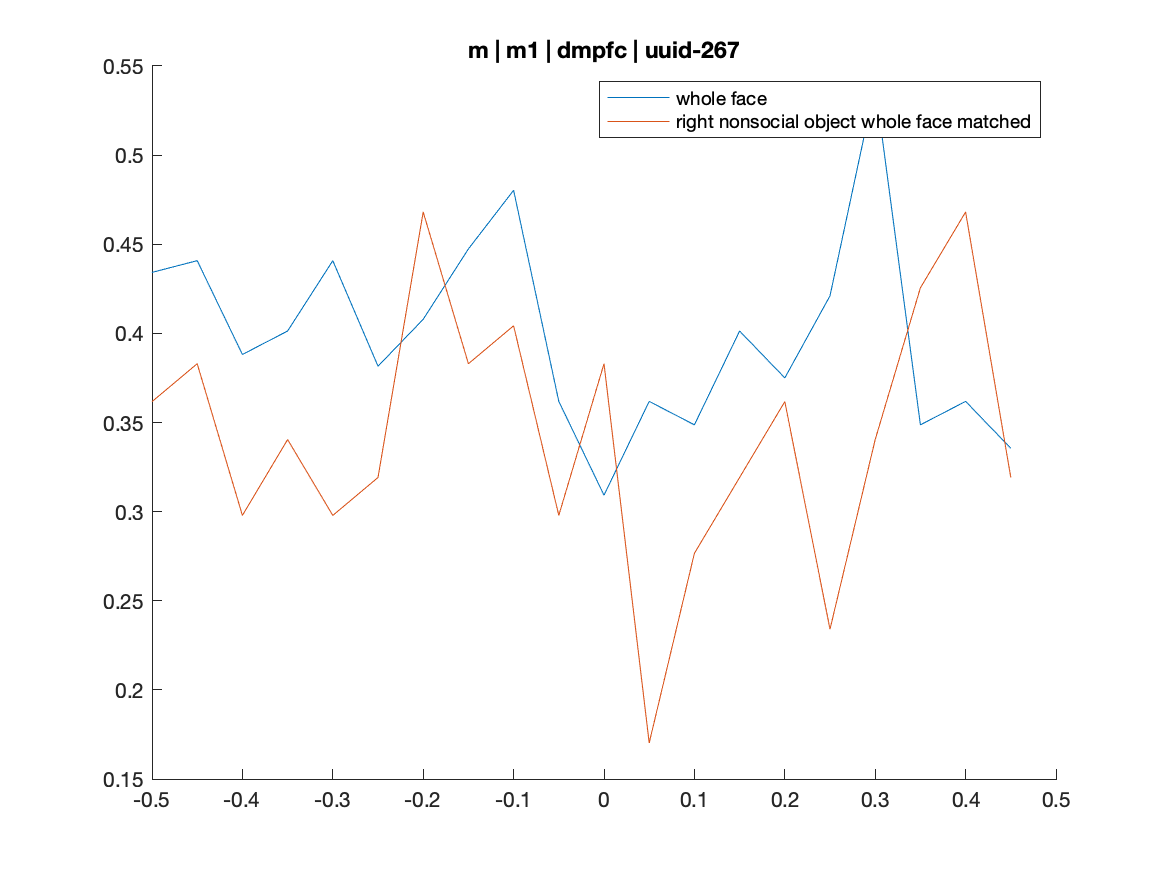 m | m1 | dmpfc | uuid-267
whole face
right nonsocial object whole face matched
0.55
0.5
0.45
0.4
0.35
0.3
0.25
0.2
0.15
-0.5 -0.4 -0.3 -0.2 -0.1 0 0.1 0.2 0.3 0.4 0.5